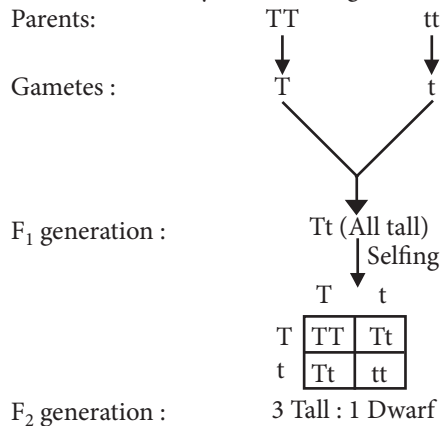 Parents: TT tt
Gametes : T t
F₁ generation : Tt (All tall)
Selfing
T t
T TT Tt
t Tt tt
F₂ generation : 3 Tall : 1 Dwarf